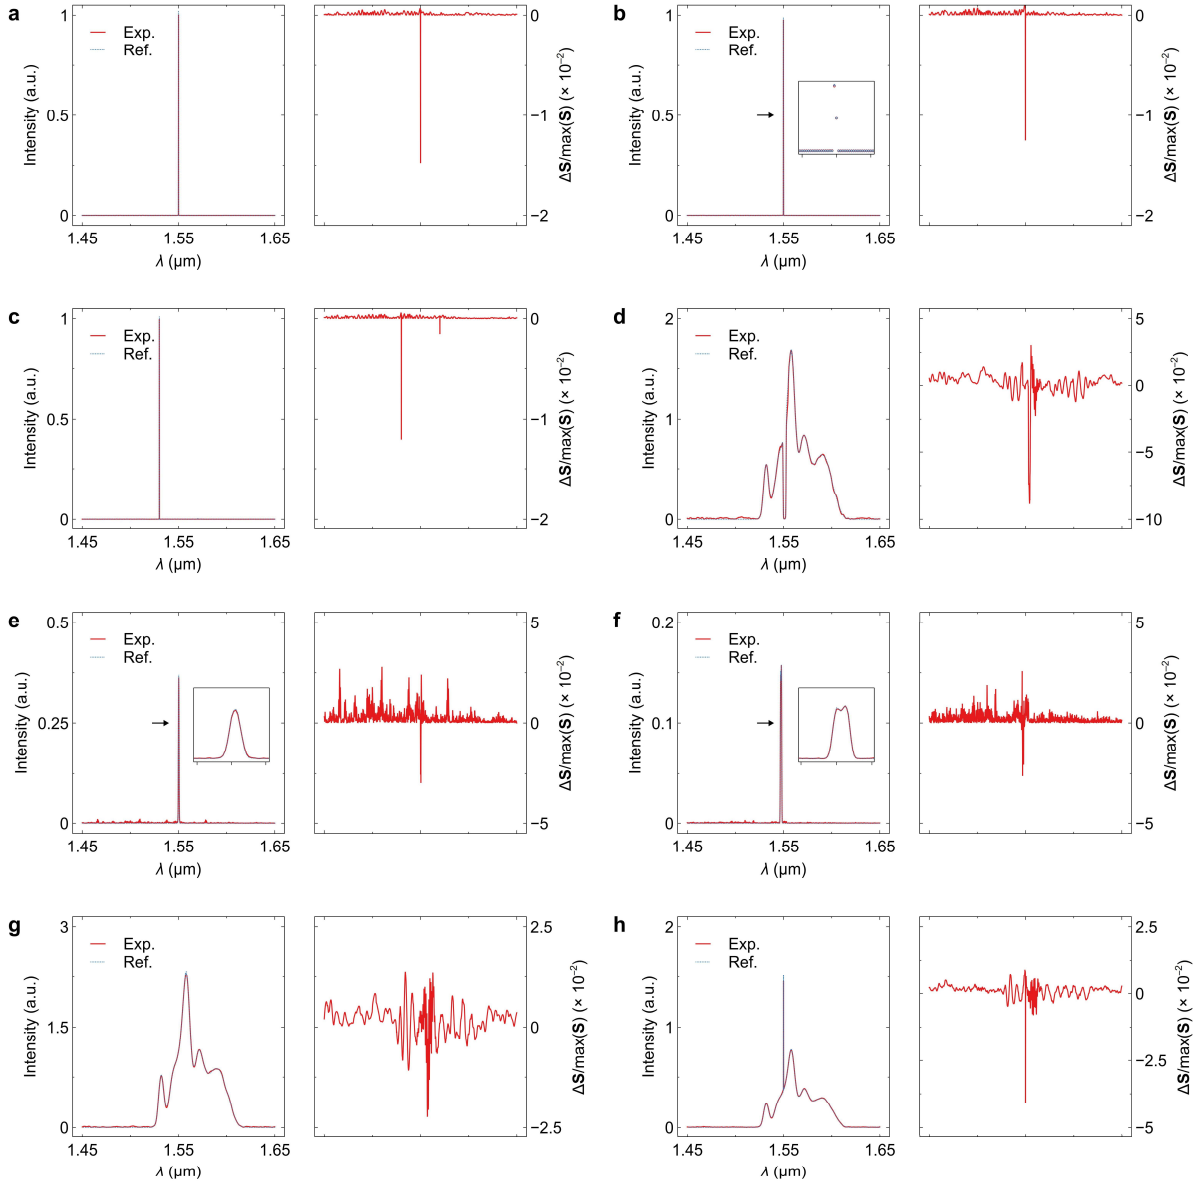 a
Exp.
Ref.
1
0.5
0
Intensity (a.u.)
1.45
1.55
1.65
λ (µm)
0
−1
−2
ΔS/max(S) (× 10⁻²)
b
Exp.
Ref.
1
0.5
0
Intensity (a.u.)
1.45
1.55
1.65
λ (µm)
0
−1
−2
ΔS/max(S) (× 10⁻²)
c
Exp.
Ref.
1
0.5
0
Intensity (a.u.)
1.45
1.55
1.65
λ (µm)
0
−1
−2
ΔS/max(S) (× 10⁻²)
d
Exp.
Ref.
2
1
0
Intensity (a.u.)
1.45
1.55
1.65
λ (µm)
5
0
−5
−10
ΔS/max(S) (× 10⁻²)
e
Exp.
Ref.
0.5
0.25
0
Intensity (a.u.)
1.45
1.55
1.65
λ (µm)
5
0
−5
ΔS/max(S) (× 10⁻²)
f
Exp.
Ref.
0.2
0.1
0
Intensity (a.u.)
1.45
1.55
1.65
λ (µm)
5
0
−5
ΔS/max(S) (× 10⁻²)
g
Exp.
Ref.
3
1.5
0
Intensity (a.u.)
1.45
1.55
1.65
λ (µm)
2.5
0
−2.5
ΔS/max(S) (× 10⁻²)
h
Exp.
Ref.
2
1
0
Intensity (a.u.)
1.45
1.55
1.65
λ (µm)
2.5
0
−2.5
−5
ΔS/max(S) (× 10⁻²)